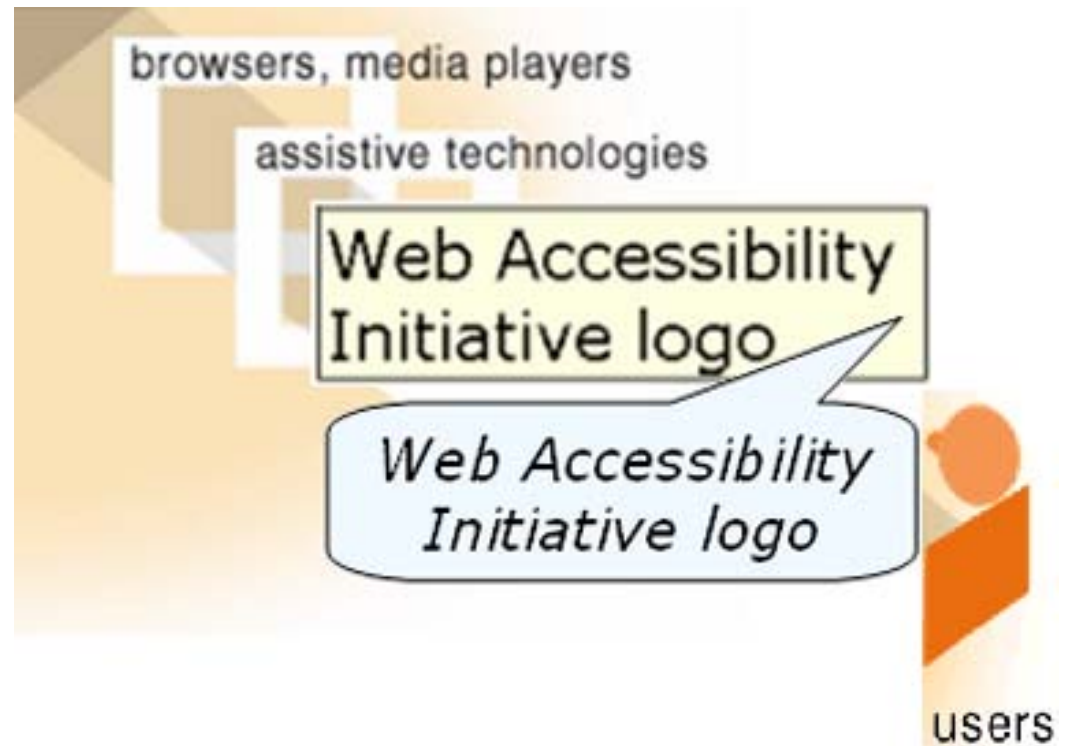 browsers, media players
assistive technologies
Web Accessibility
Initiative logo
Web Accessibility
Initiative logo
users